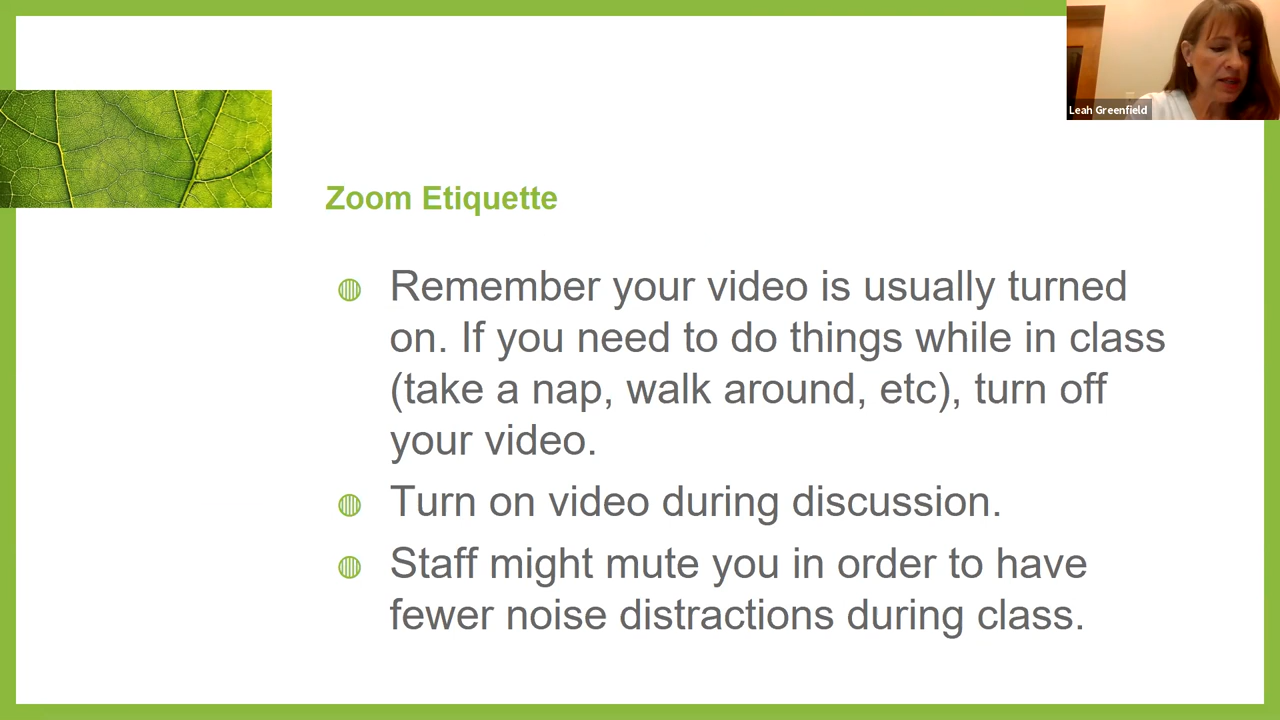 Leah Greenfield
Zoom Etiquette
Remember your video is usually turned
on. If you need to do things while in class
(take a nap, walk around, etc), turn off
your video.
Turn on video during discussion.
Staff might mute you in order to have
fewer noise distractions during class.